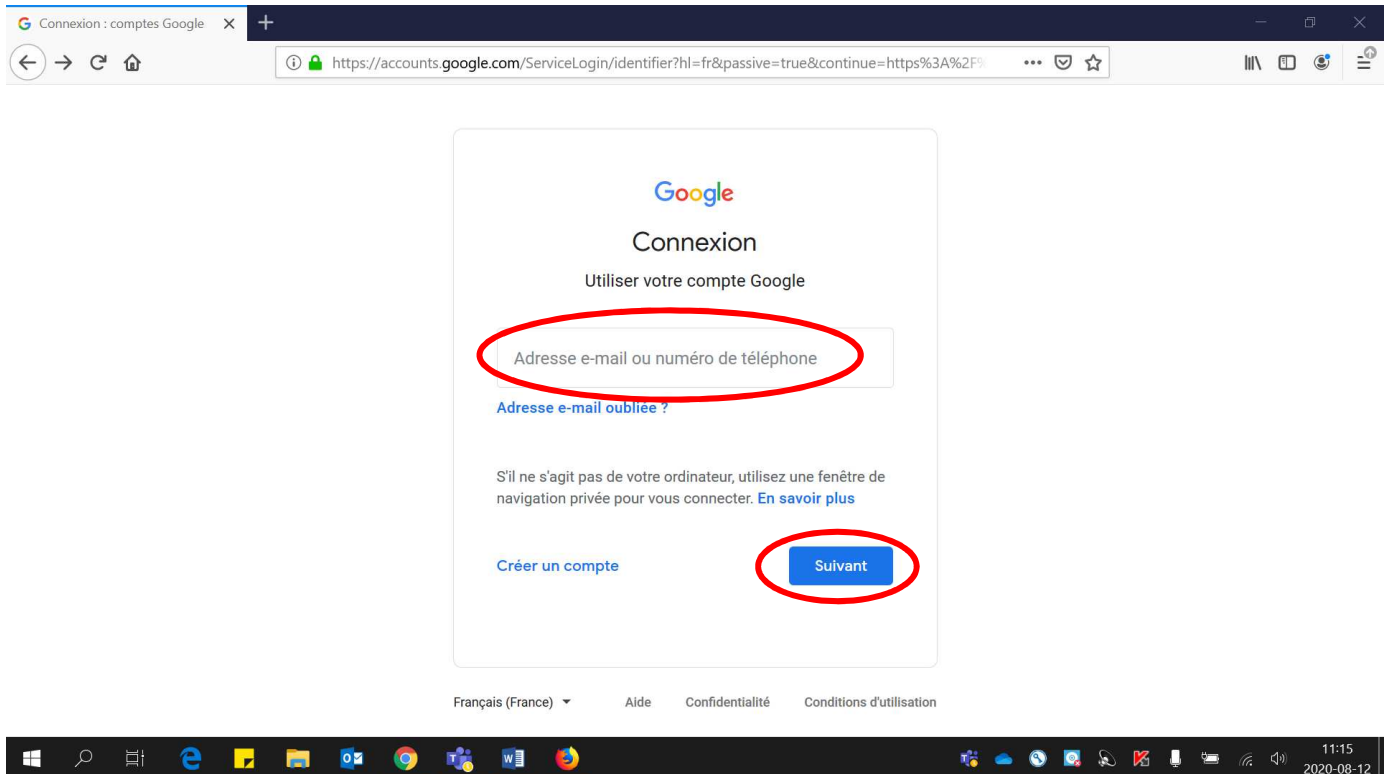 Connexion : comptes Google
https://accounts.google.com/ServiceLogin/identifier?hl=fr&passive=true&continue=https%3A%2F%
Google
Connexion
Utiliser votre compte Google
Adresse e-mail ou numéro de téléphone
Adresse e-mail oubliée ?
S'il ne s'agit pas de votre ordinateur, utilisez une fenêtre de
navigation privée pour vous connecter. En savoir plus
Créer un compte
Suivant
Français (France)
Aide
Confidentialité
Conditions d'utilisation
11:15
2020-08-12